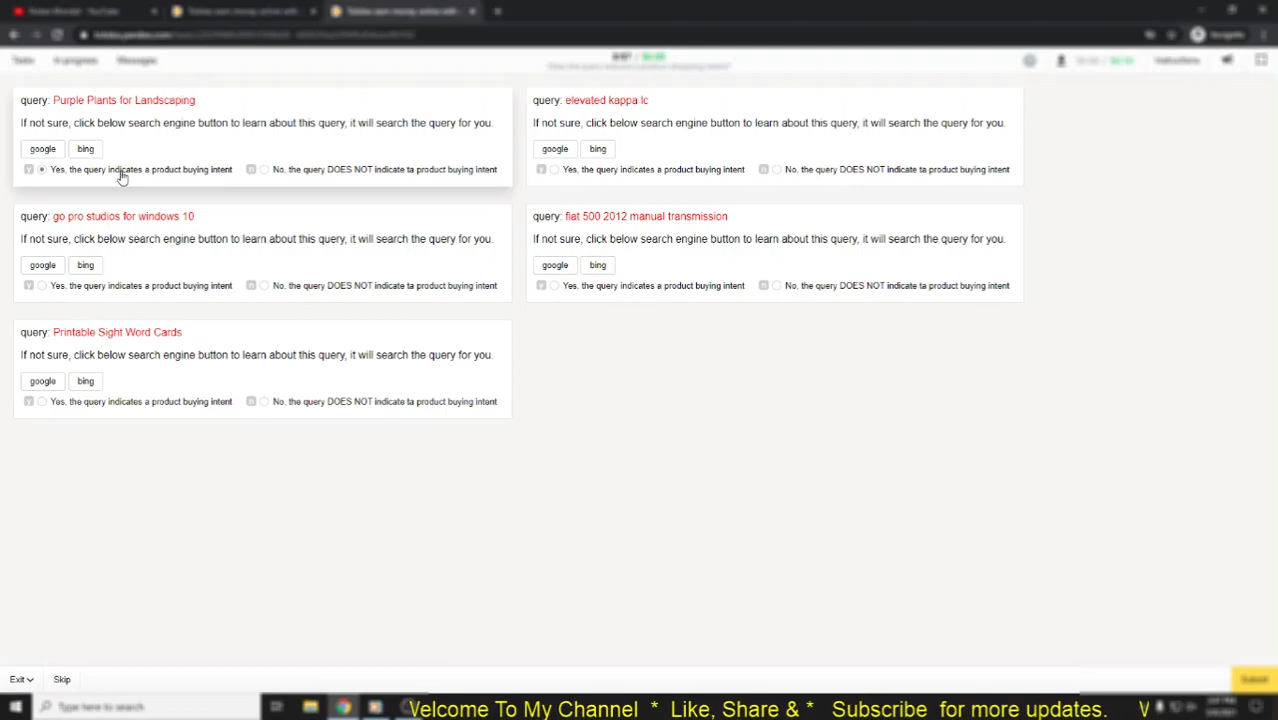 Tasks
In progress
Messages
Instructions
query: Purple Plants for Landscaping
If not sure, click below search engine button to learn about this query, it will search the query for you.
google bing
y Yes, the query indicates a product buying intent n No, the query DOES NOT indicate ta product buying intent
query: elevated kappa lc
If not sure, click below search engine button to learn about this query, it will search the query for you.
google bing
y Yes, the query indicates a product buying intent n No, the query DOES NOT indicate ta product buying intent
query: go pro studios for windows 10
If not sure, click below search engine button to learn about this query, it will search the query for you.
google bing
y Yes, the query indicates a product buying intent n No, the query DOES NOT indicate ta product buying intent
query: fiat 500 2012 manual transmission
If not sure, click below search engine button to learn about this query, it will search the query for you.
google bing
y Yes, the query indicates a product buying intent n No, the query DOES NOT indicate ta product buying intent
query: Printable Sight Word Cards
If not sure, click below search engine button to learn about this query, it will search the query for you.
google bing
y Yes, the query indicates a product buying intent n No, the query DOES NOT indicate ta product buying intent
Exit Skip
Submit
Type here to search
Welcome To My Channel * Like, Share & * Subscribe for more updates.